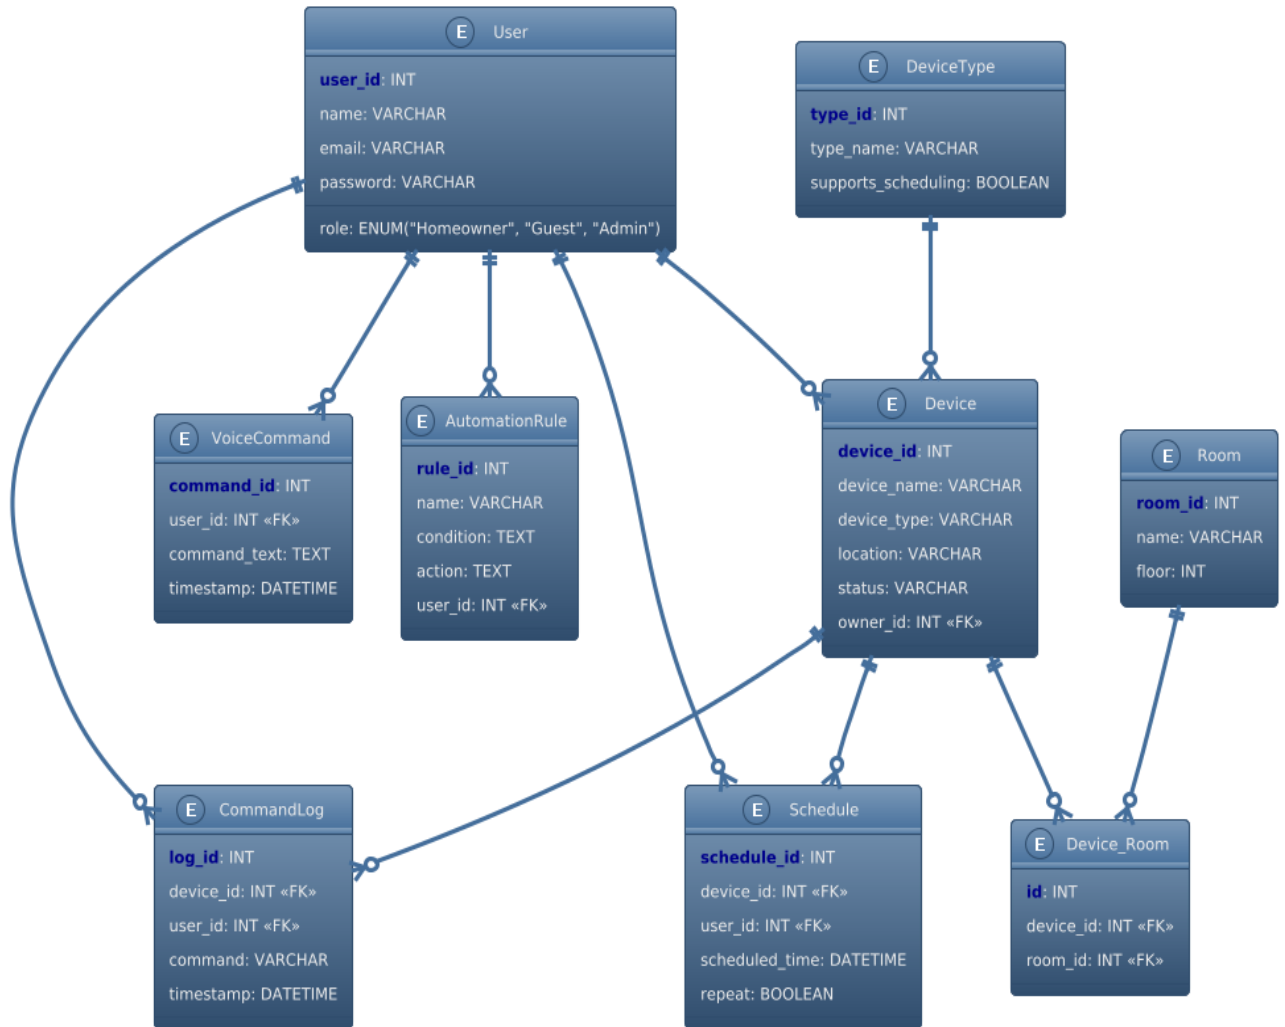 E User
user_id: INT
name: VARCHAR
email: VARCHAR
password: VARCHAR
role: ENUM("Homeowner", "Guest", "Admin")
E DeviceType
type_id: INT
type_name: VARCHAR
supports_scheduling: BOOLEAN
E VoiceCommand
command_id: INT
user_id: INT «FK»
command_text: TEXT
timestamp: DATETIME
E AutomationRule
rule_id: INT
name: VARCHAR
condition: TEXT
action: TEXT
user_id: INT «FK»
E Device
device_id: INT
device_name: VARCHAR
device_type: VARCHAR
location: VARCHAR
status: VARCHAR
owner_id: INT «FK»
E Room
room_id: INT
name: VARCHAR
floor: INT
E CommandLog
log_id: INT
device_id: INT «FK»
user_id: INT «FK»
command: VARCHAR
timestamp: DATETIME
E Schedule
schedule_id: INT
device_id: INT «FK»
user_id: INT «FK»
scheduled_time: DATETIME
repeat: BOOLEAN
E Device_Room
id: INT
device_id: INT «FK»
room_id: INT «FK»